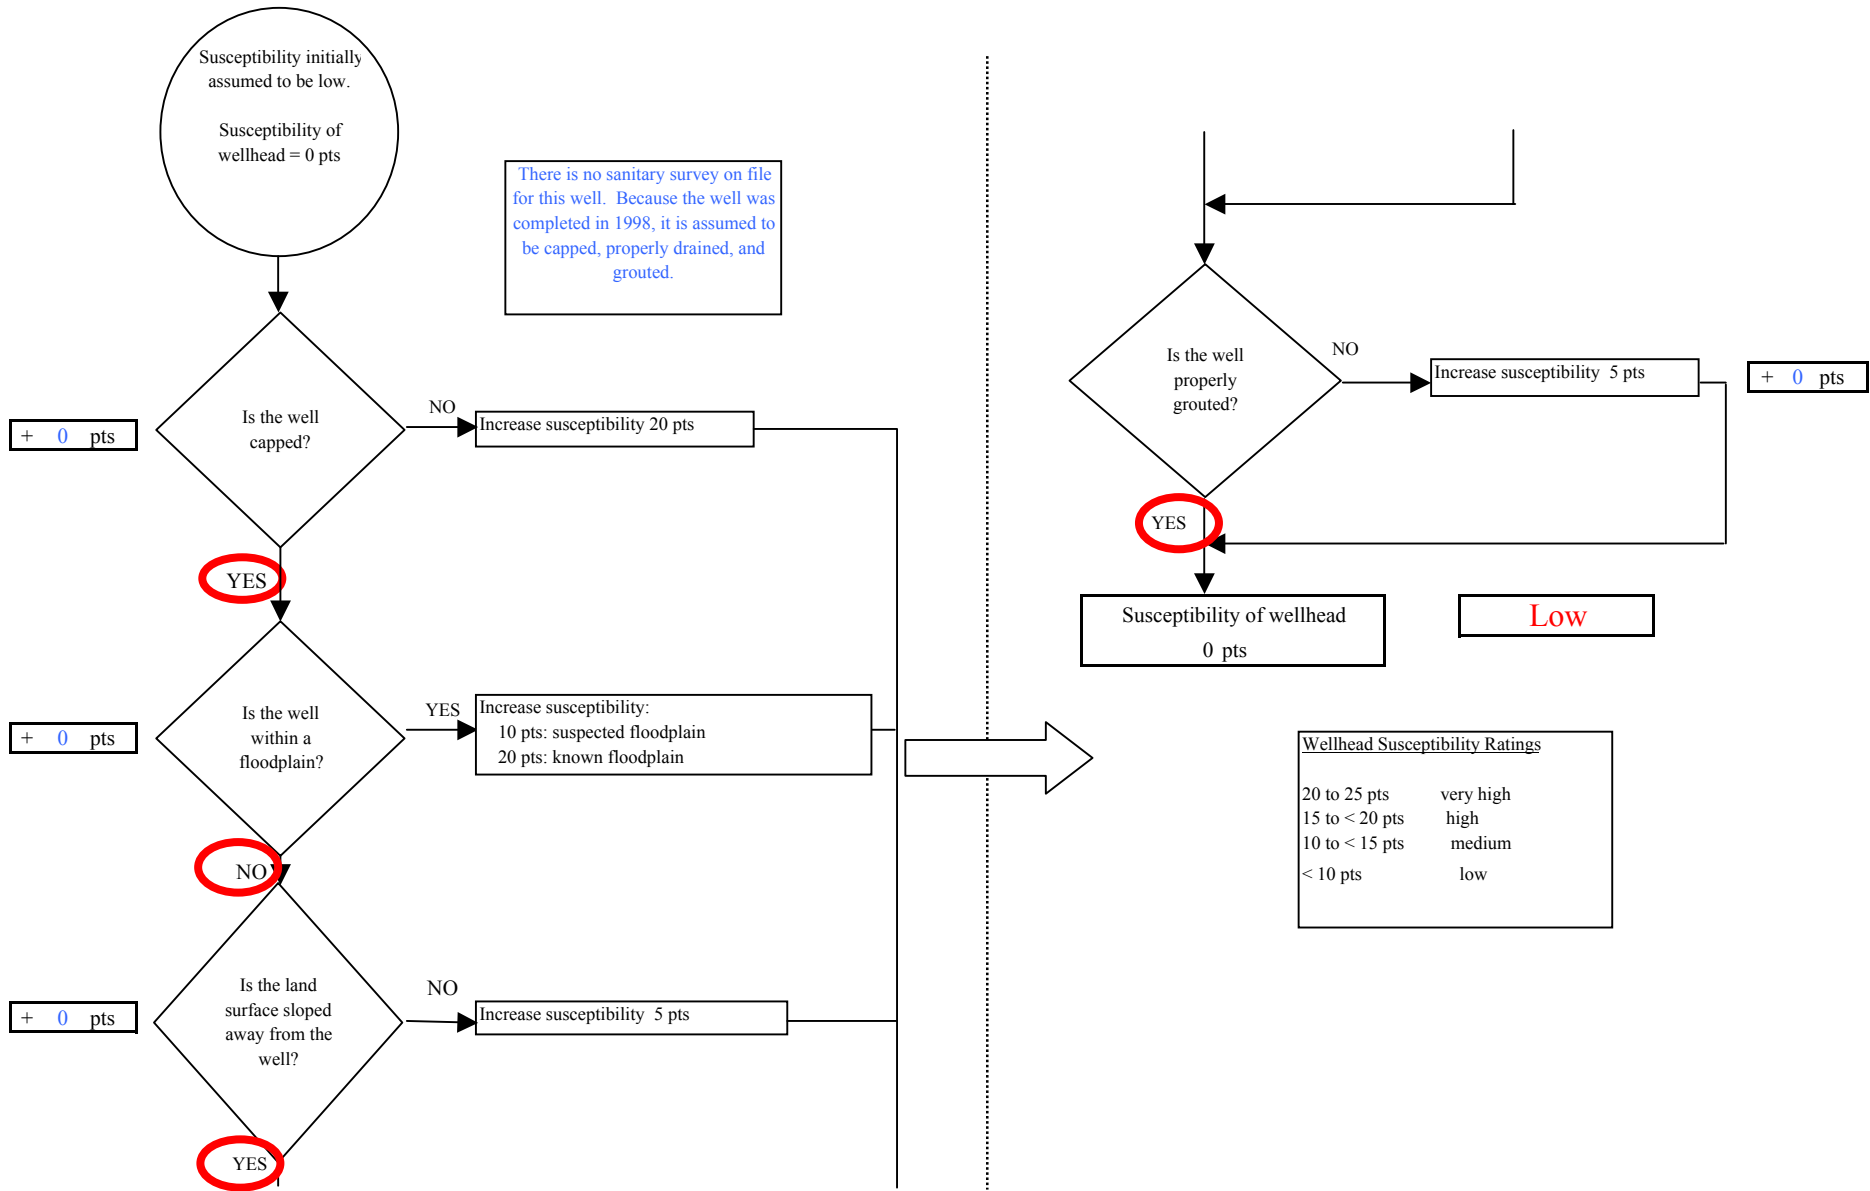 Susceptibility initially
assumed to be low.
Susceptibility of
wellhead = 0 pts
There is no sanitary survey on file
for this well. Because the well was
completed in 1998, it is assumed to
be capped, properly drained, and
grouted.
Is the well
capped?
+ 0 pts
NO
Increase susceptibility 20 pts
YES
Is the well
within a
floodplain?
+ 0 pts
YES
Increase susceptibility:
10 pts: suspected floodplain
20 pts: known floodplain
NO
Is the land
surface sloped
away from the
well?
+ 0 pts
NO
Increase susceptibility 5 pts
YES
Is the well
properly
grouted?
NO
Increase susceptibility 5 pts
+ 0 pts
YES
Susceptibility of wellhead
0 pts
Low
Wellhead Susceptibility Ratings
20 to 25 pts very high
15 to < 20 pts high
10 to < 15 pts medium
< 10 pts low